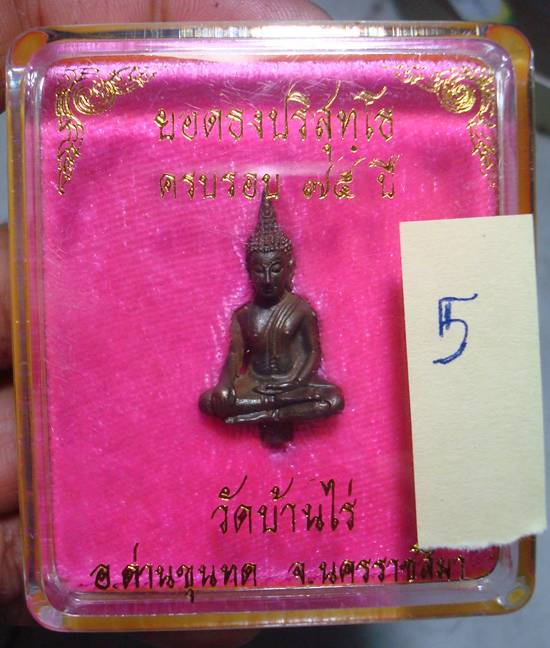 ยอดธงปริสุทฺโธ
ครบรอบ ๗๕ ปี
5
วัดบ้านไร่
อ.ด่านขุนทด จ.นครราชสีมา